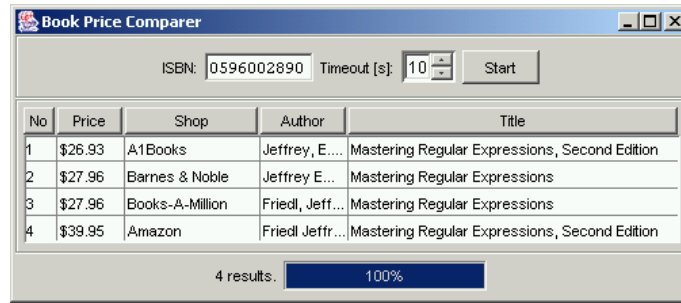 Book Price Comparer
ISBN: 0596002890 Timeout [s]: 10 Start
No Price Shop Author Title
1 $26.93 A1Books Jeffrey, E.... Mastering Regular Expressions, Second Edition
2 $27.96 Barnes & Noble Jeffrey E... Mastering Regular Expressions
3 $27.96 Books-A-Million Friedl, Jeff... Mastering Regular Expressions
4 $39.95 Amazon Friedl Jeffr... Mastering Regular Expressions, Second Edition
4 results. 100%